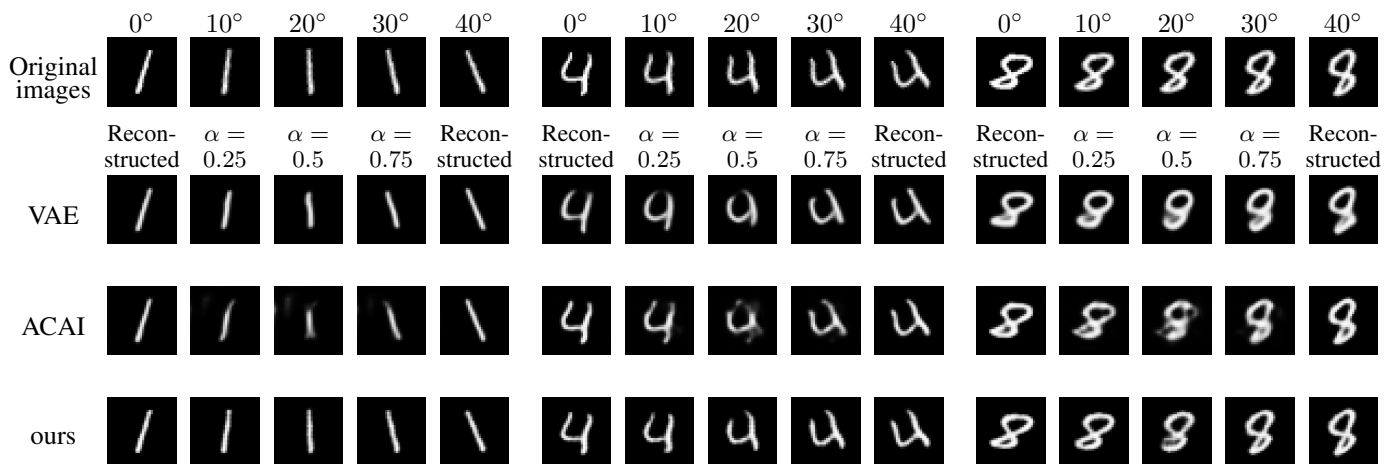 0° 10° 20° 30° 40° 0° 10° 20° 30° 40° 0° 10° 20° 30° 40°
Original
images
Recon- α = α = α = Recon- Recon- α = α = α = Recon- Recon- α = α = α = Recon-
structed 0.25 0.5 0.75 structed structed 0.25 0.5 0.75 structed structed 0.25 0.5 0.75 structed
VAE
ACAI
ours